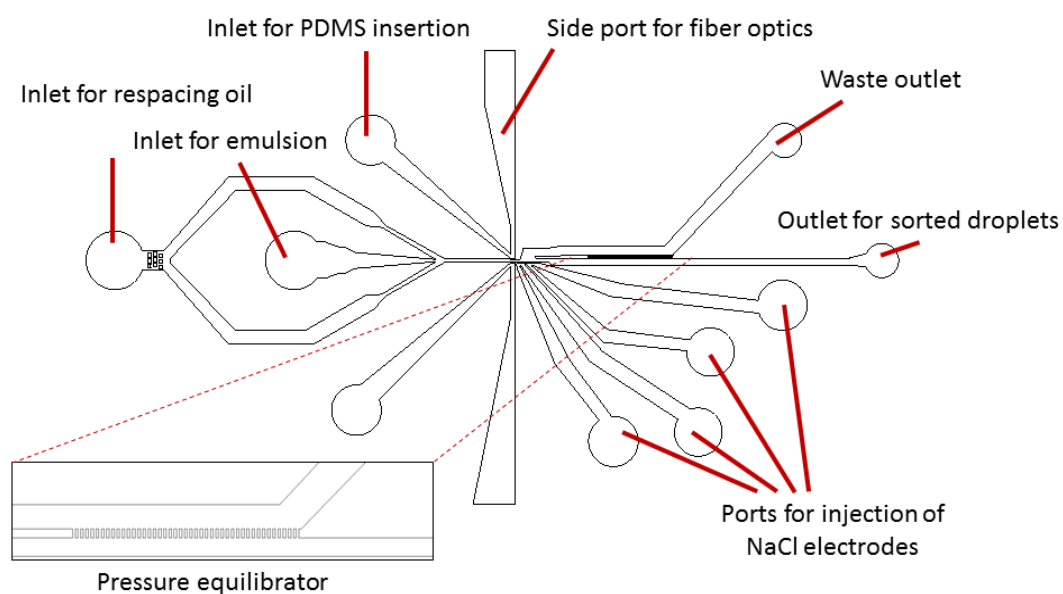 Inlet for PDMS insertion
Side port for fiber optics
Waste outlet
Inlet for respacing oil
Inlet for emulsion
Outlet for sorted droplets
Ports for injection of
NaCl electrodes
Pressure equilibrator